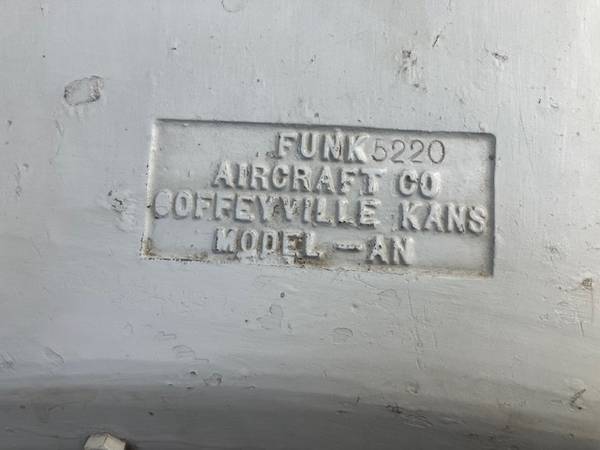 FUNK 5220
AIRCRAFT CO
COFFEYVILLE KANS
MODEL - AN